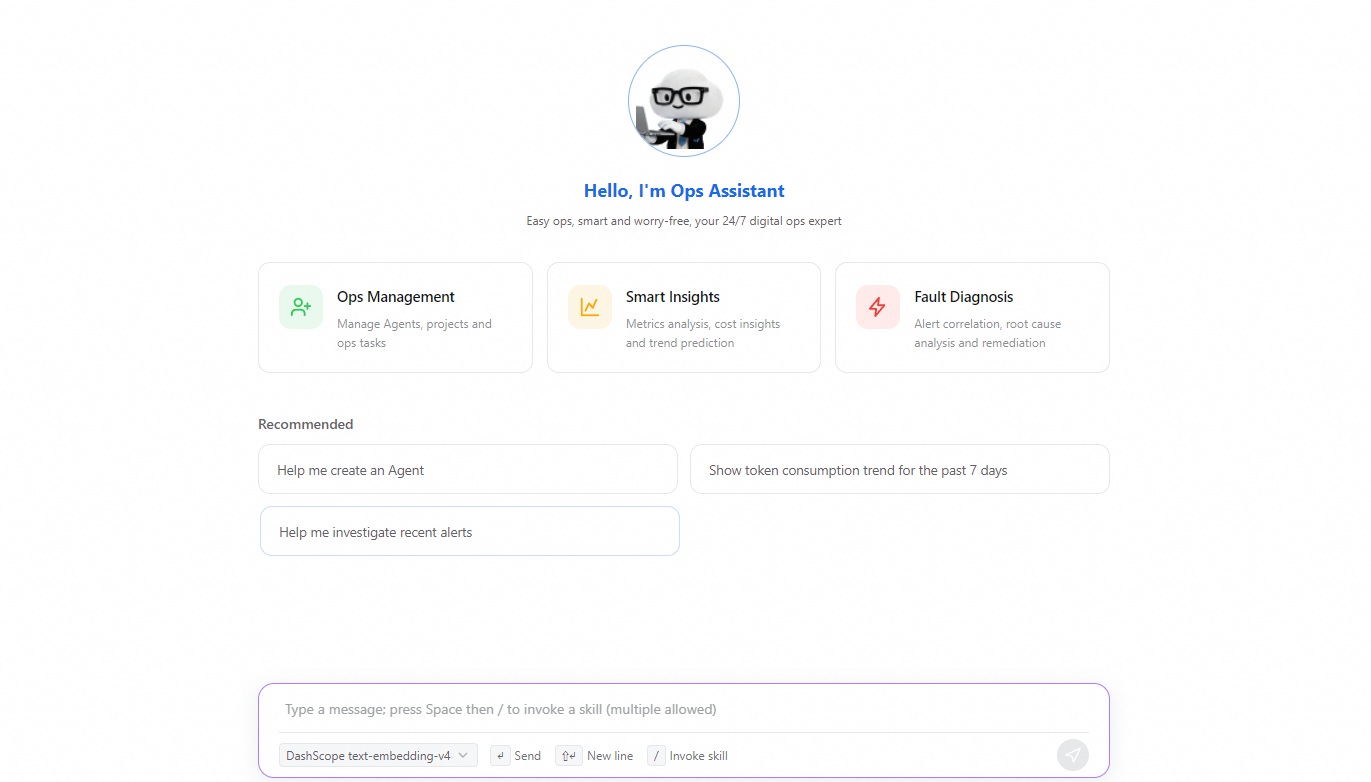 Hello, I'm Ops Assistant
Easy ops, smart and worry-free, your 24/7 digital ops expert
Ops Management
Manage Agents, projects and
ops tasks
Smart Insights
Metrics analysis, cost insights
and trend prediction
Fault Diagnosis
Alert correlation, root cause
analysis and remediation
Recommended
Help me create an Agent
Show token consumption trend for the past 7 days
Help me investigate recent alerts
Type a message; press Space then / to invoke a skill (multiple allowed)
DashScope text-embedding-v4 ↵ Send ⇧↵ New line / Invoke skill